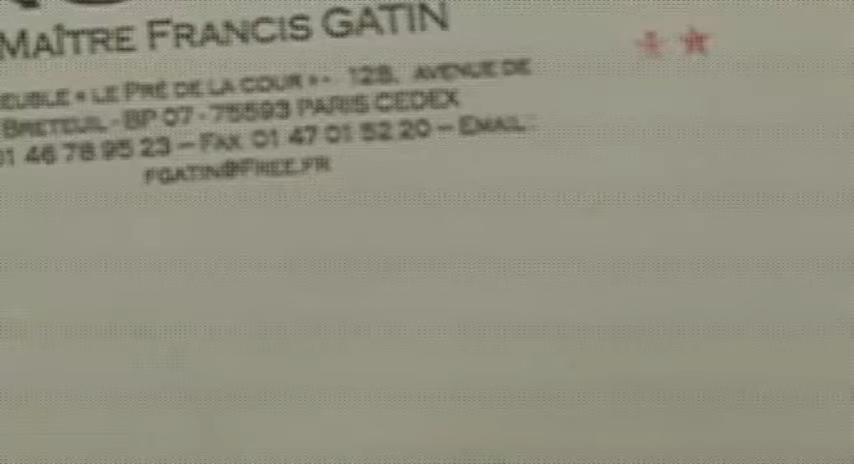 MAÎTRE FRANCIS GATIN
« LE PRÉ DE LA COUR » - 128, AVENUE DE
BRETEUIL - BP 07 - 75593 PARIS CEDEX
01 46 78 95 23 – FAX 01 47 01 52 20 – EMAIL :
FGATIN@FREE.FR